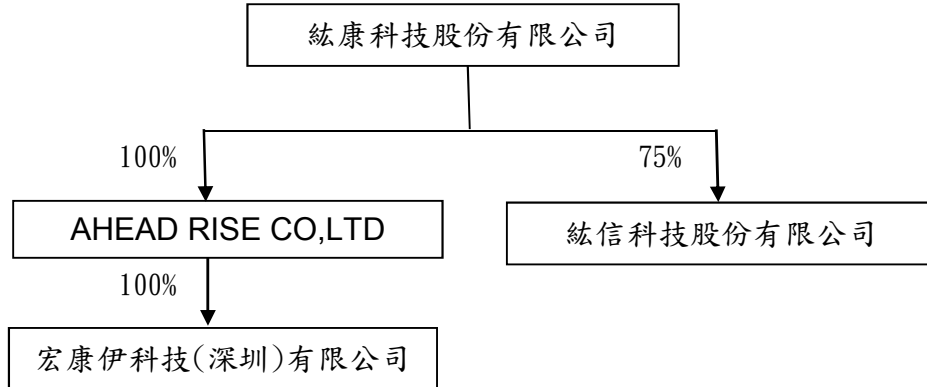 紘康科技股份有限公司
100%
75%
AHEAD RISE CO,LTD
紘信科技股份有限公司
100%
宏康伊科技(深圳)有限公司